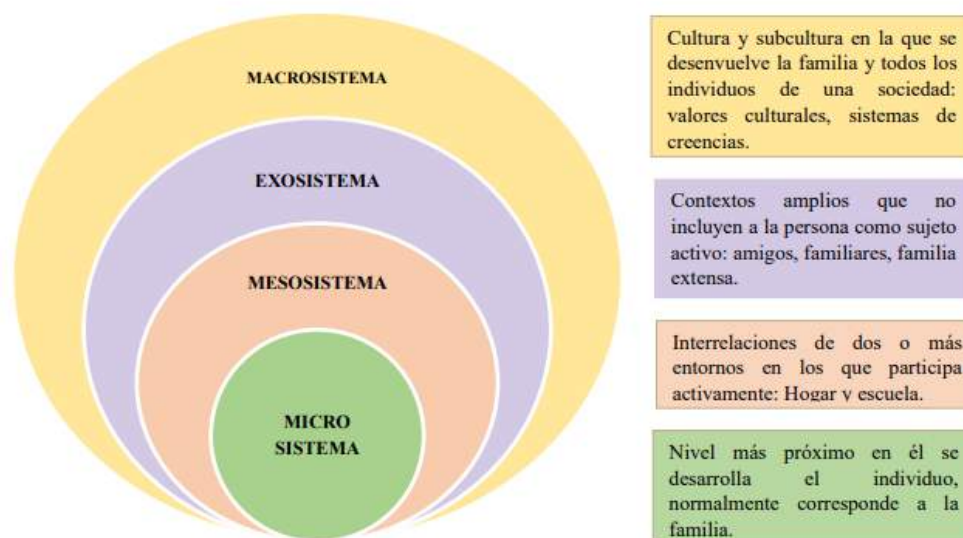 MACROSISTEMA
EXOSISTEMA
MESOSISTEMA
MICRO
SISTEMA
Cultura y subcultura en la que se
desenvuelve la familia y todos los
individuos de una sociedad:
valores culturales, sistemas de
creencias.
Contextos amplios que no
incluyen a la persona como sujeto
activo: amigos, familiares, familia
extensa.
Interrelaciones de dos o más
entornos en los que participa
activamente: Hogar y escuela.
Nivel más próximo en él se
desarrolla el individuo,
normalmente corresponde a la
familia.